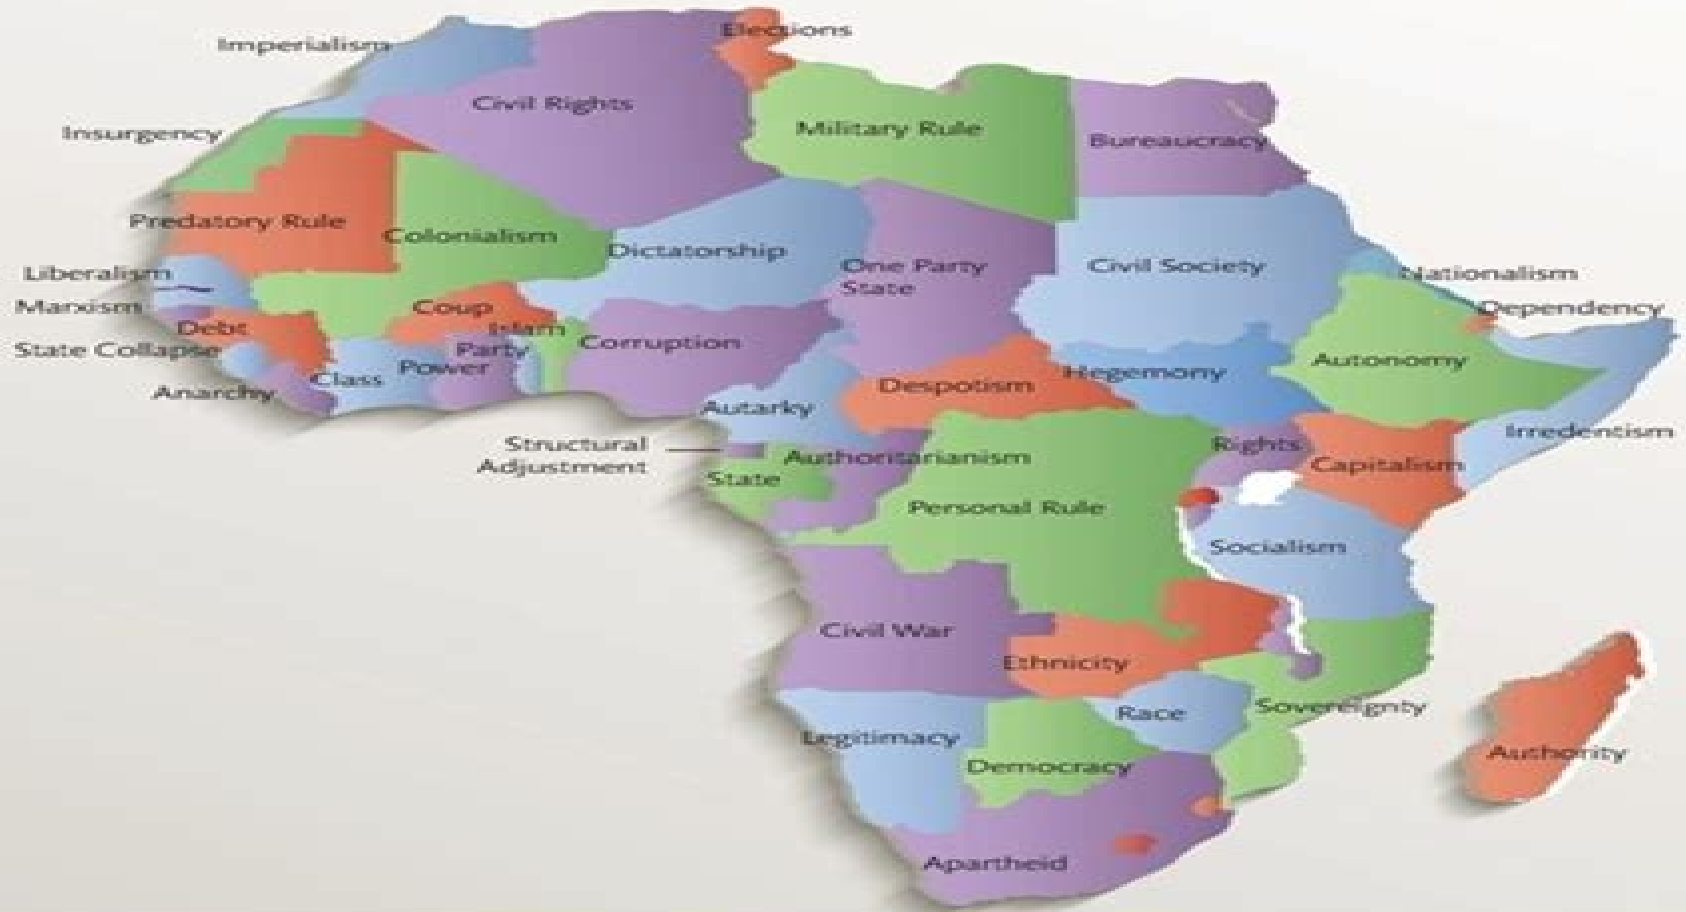 Imperialism
Elections
Civil Rights
Insurgency
Military Rule
Bureaucracy
Predatory Rule
Colonialism
Dictatorship
One Party
State
Civil Society
Nationalism
Liberalism
Marxism
Dependency
Coup
Debt
Islam
Party
Power
Corruption
State Collapse
Class
Anarchy
Autonomy
Hegemony
Despotism
Autarky
Irredentism
Structural
Adjustment
Authoritarianism
Rights
Capitalism
State
Personal Rule
Socialism
Civil War
Ethnicity
Sovereignty
Race
Legitimacy
Democracy
Authority
Apartheid